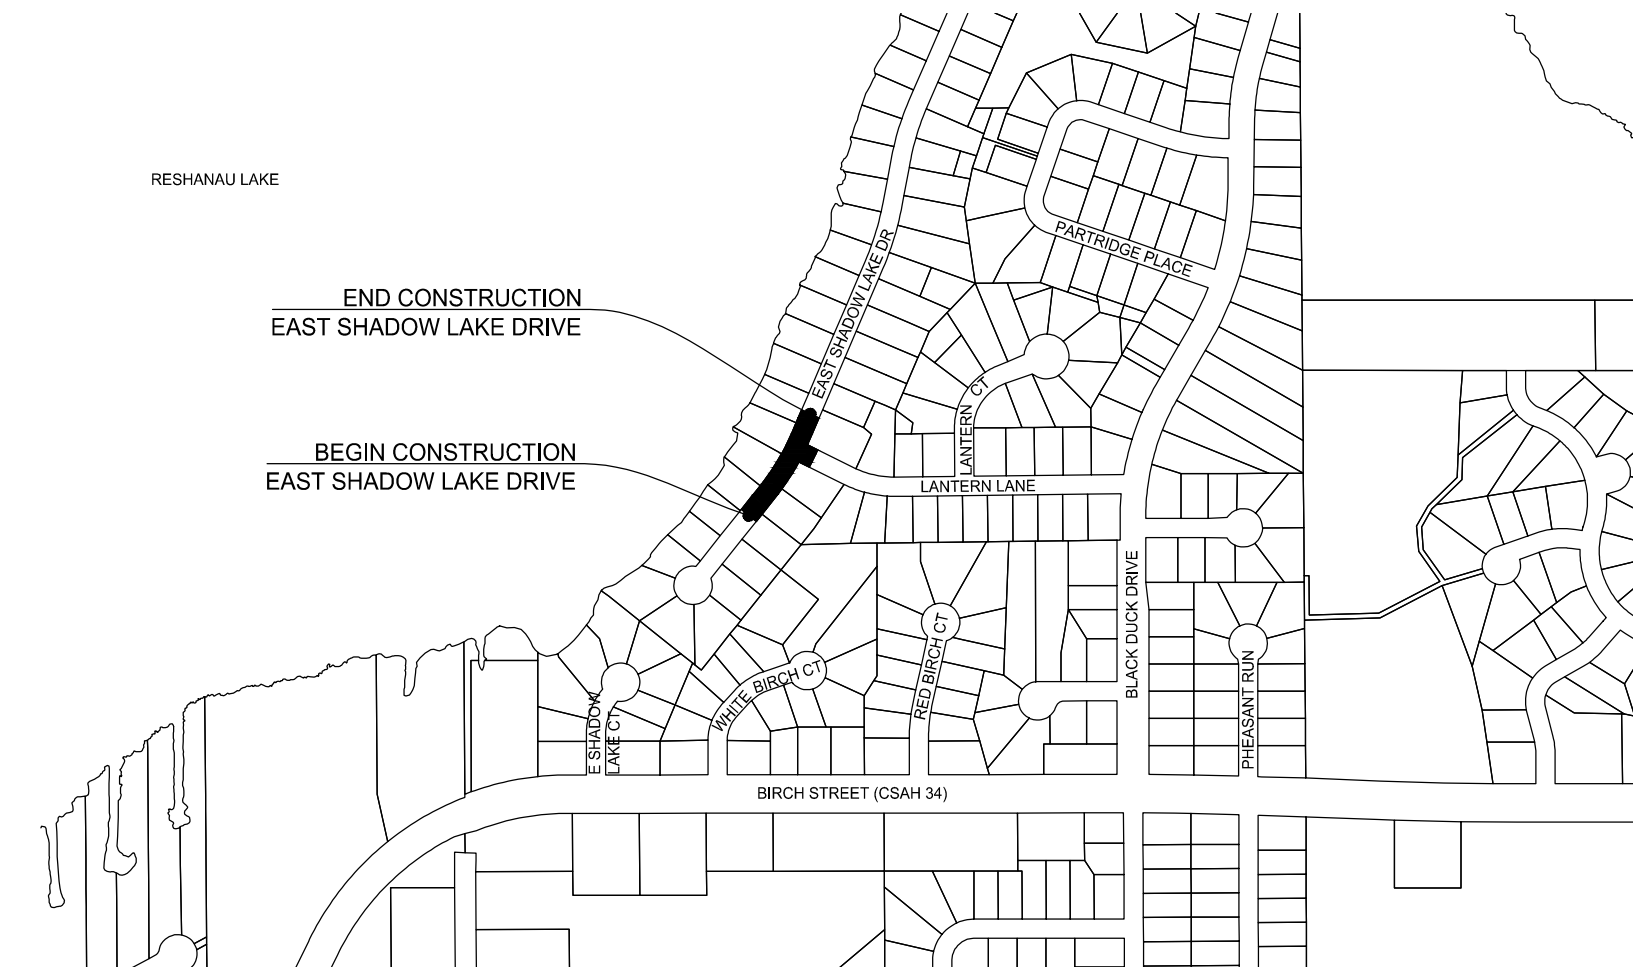 RESHANAU LAKE
PARTRIDGE PLACE
EAST SHADOW LAKE DR
END CONSTRUCTION
EAST SHADOW LAKE DRIVE
LANTERN CT
BEGIN CONSTRUCTION
EAST SHADOW LAKE DRIVE
LANTERN LANE
BLACK DUCK DRIVE
WHITE BIRCH CT
RED BIRCH CT
PHEASANT RUN
E SHADOW
LAKE CT
BIRCH STREET (CSAH 34)